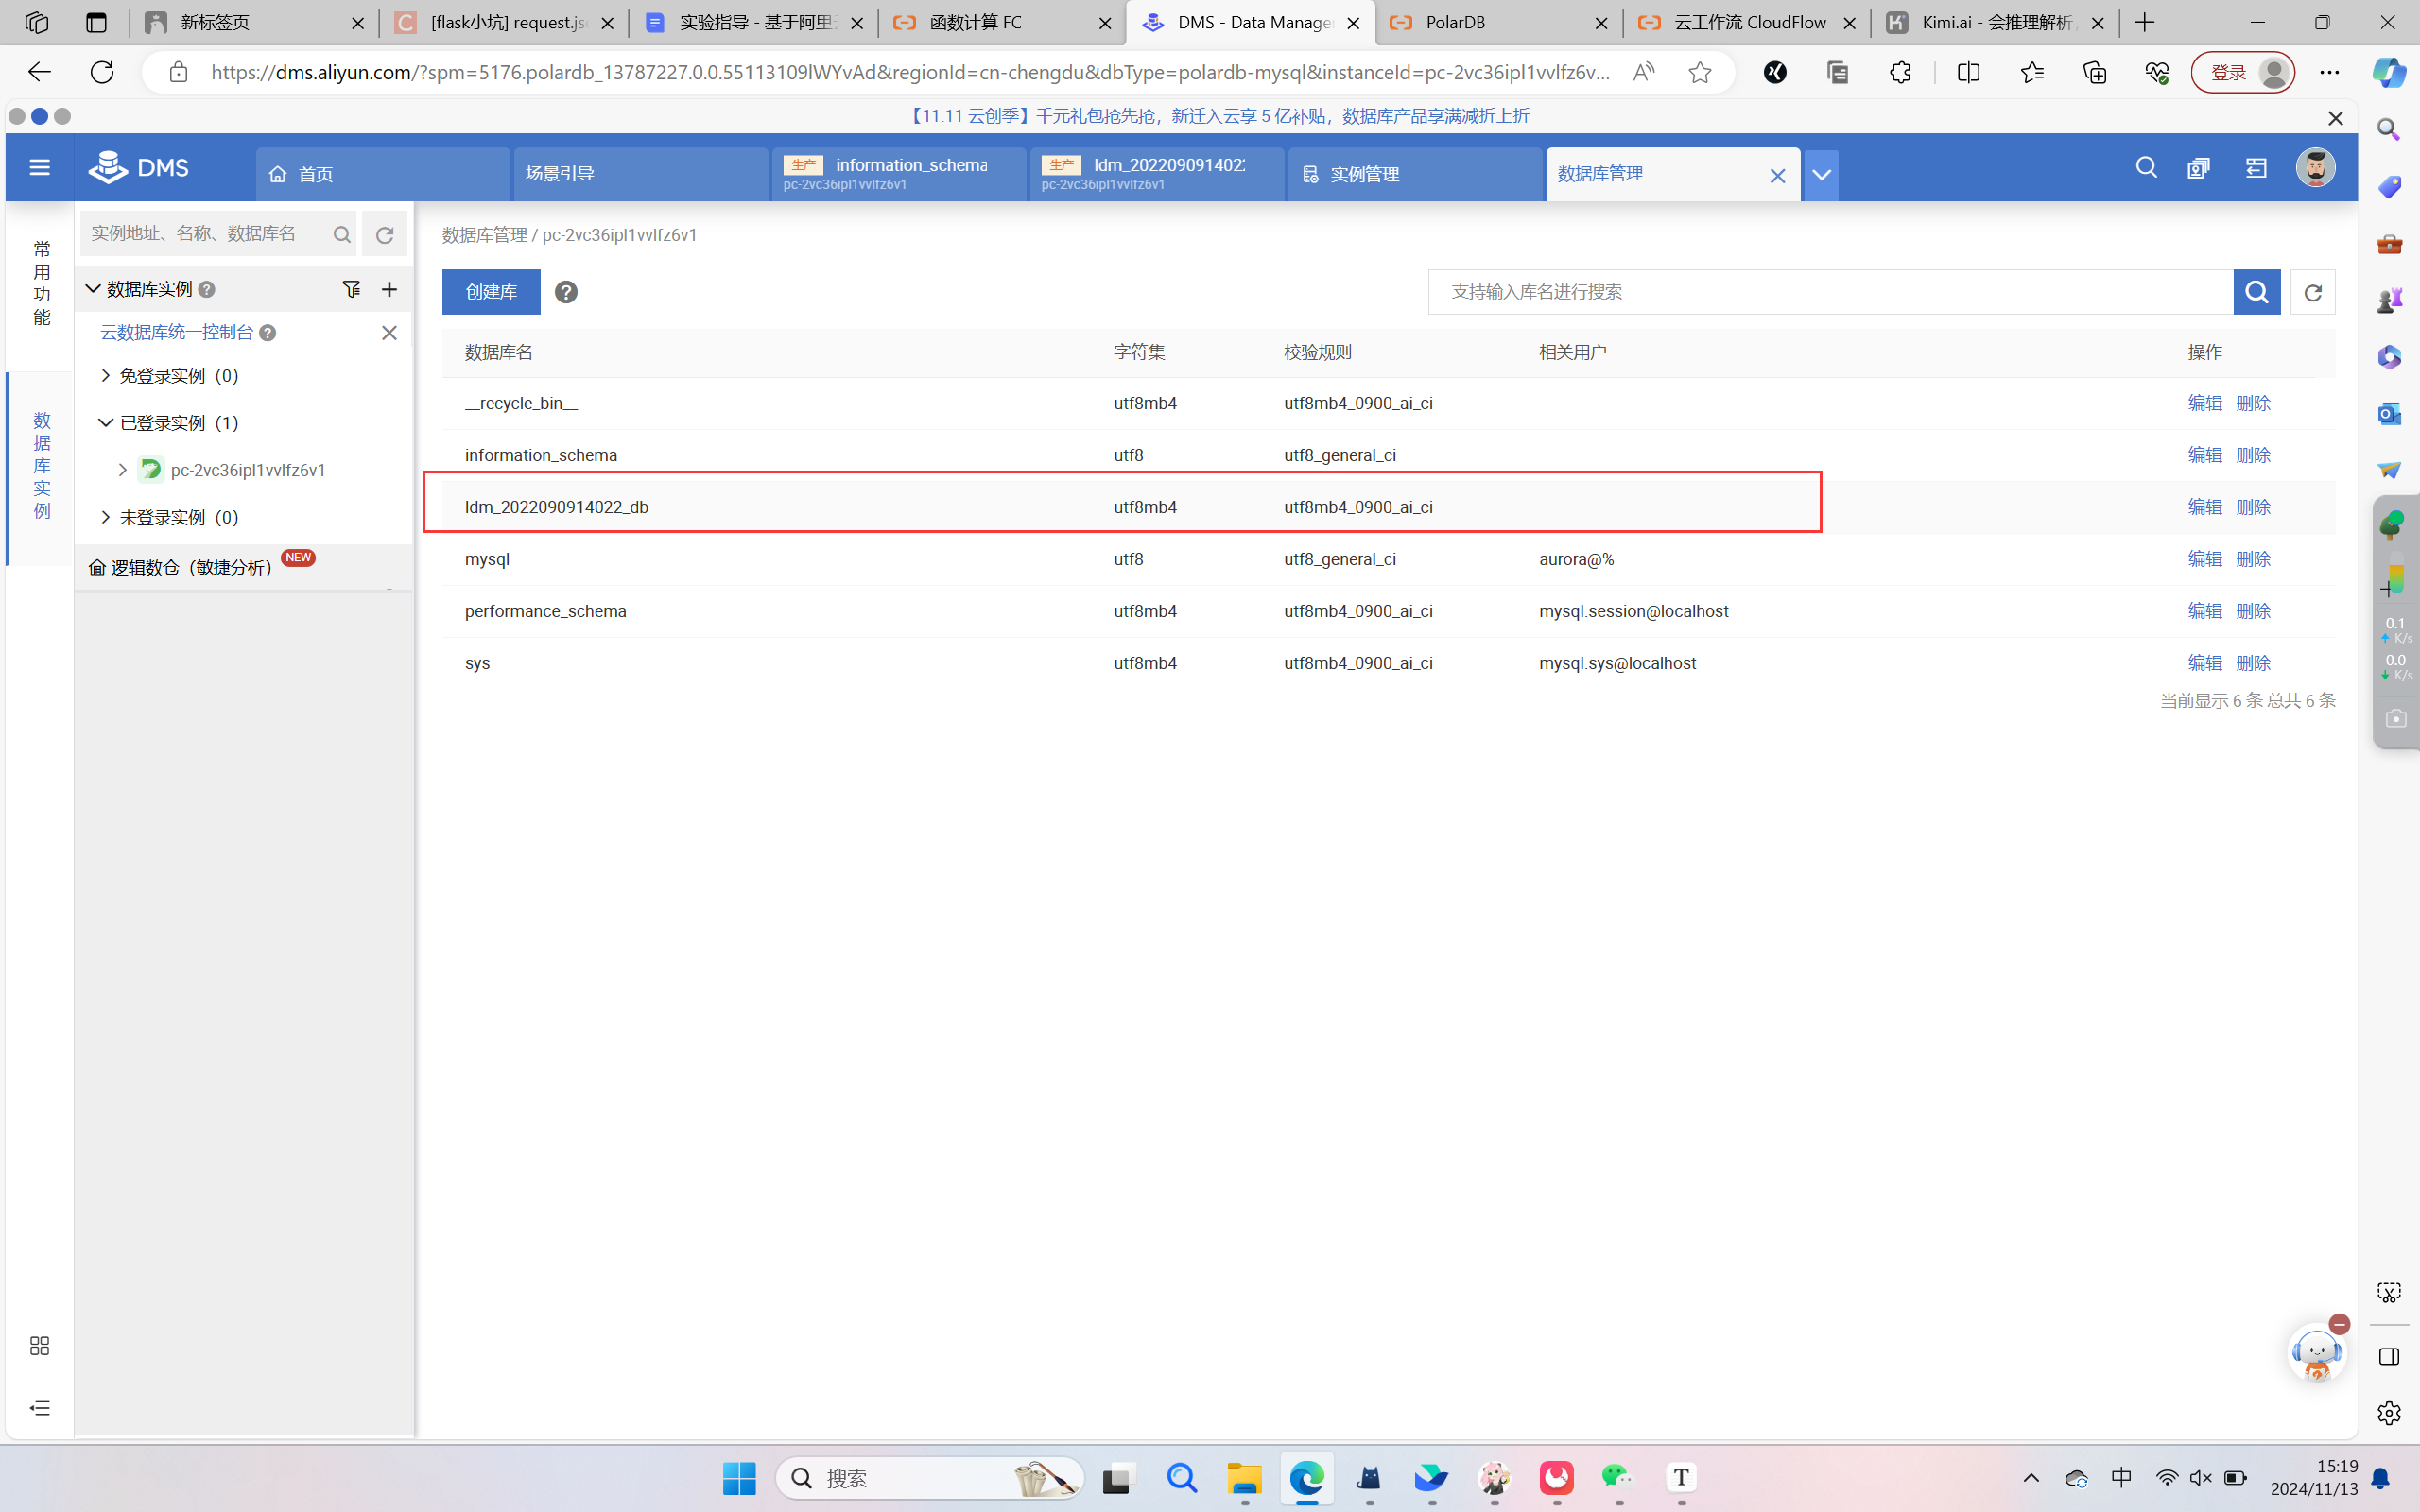 新标签页
[flask小坑] request.js
实验指导 - 基于阿里
函数计算 FC
DMS - Data Manage
PolarDB
云工作流 CloudFlow
Kimi.ai - 会推理解析
https://dms.aliyun.com/?spm=5176.polardb_13787227.0.0.55113109lWYvAd&regionId=cn-chengdu&dbType=polardb-mysql&instanceId=pc-2vc36ipl1vvlfz6v...
登录
【11.11 云创季】千元礼包抢先抢，新迁入云享 5 亿补贴，数据库产品享满减折上折
DMS
首页
场景引导
生产 information_schema
pc-2vc36ipl1vvlfz6v1
生产 ldm_2022090914022
pc-2vc36ipl1vvlfz6v1
实例管理
数据库管理
常用功能
数据库实例
实例地址、名称、数据库名
数据库实例
云数据库统一控制台
免登录实例（0）
已登录实例（1）
pc-2vc36ipl1vvlfz6v1
未登录实例（0）
逻辑数仓（敏捷分析） NEW
数据库管理 / pc-2vc36ipl1vvlfz6v1
创建库
支持输入库名进行搜索
数据库名 字符集 校验规则 相关用户 操作
__recycle_bin__ utf8mb4 utf8mb4_0900_ai_ci 编辑 删除
information_schema utf8 utf8_general_ci 编辑 删除
ldm_2022090914022_db utf8mb4 utf8mb4_0900_ai_ci 编辑 删除
mysql utf8 utf8_general_ci aurora@% 编辑 删除
performance_schema utf8mb4 utf8mb4_0900_ai_ci mysql.session@localhost 编辑 删除
sys utf8mb4 utf8mb4_0900_ai_ci mysql.sys@localhost 编辑 删除
当前显示 6 条 总共 6 条
0.1
K/s
0.0
K/s
搜索
中
15:19
2024/11/13